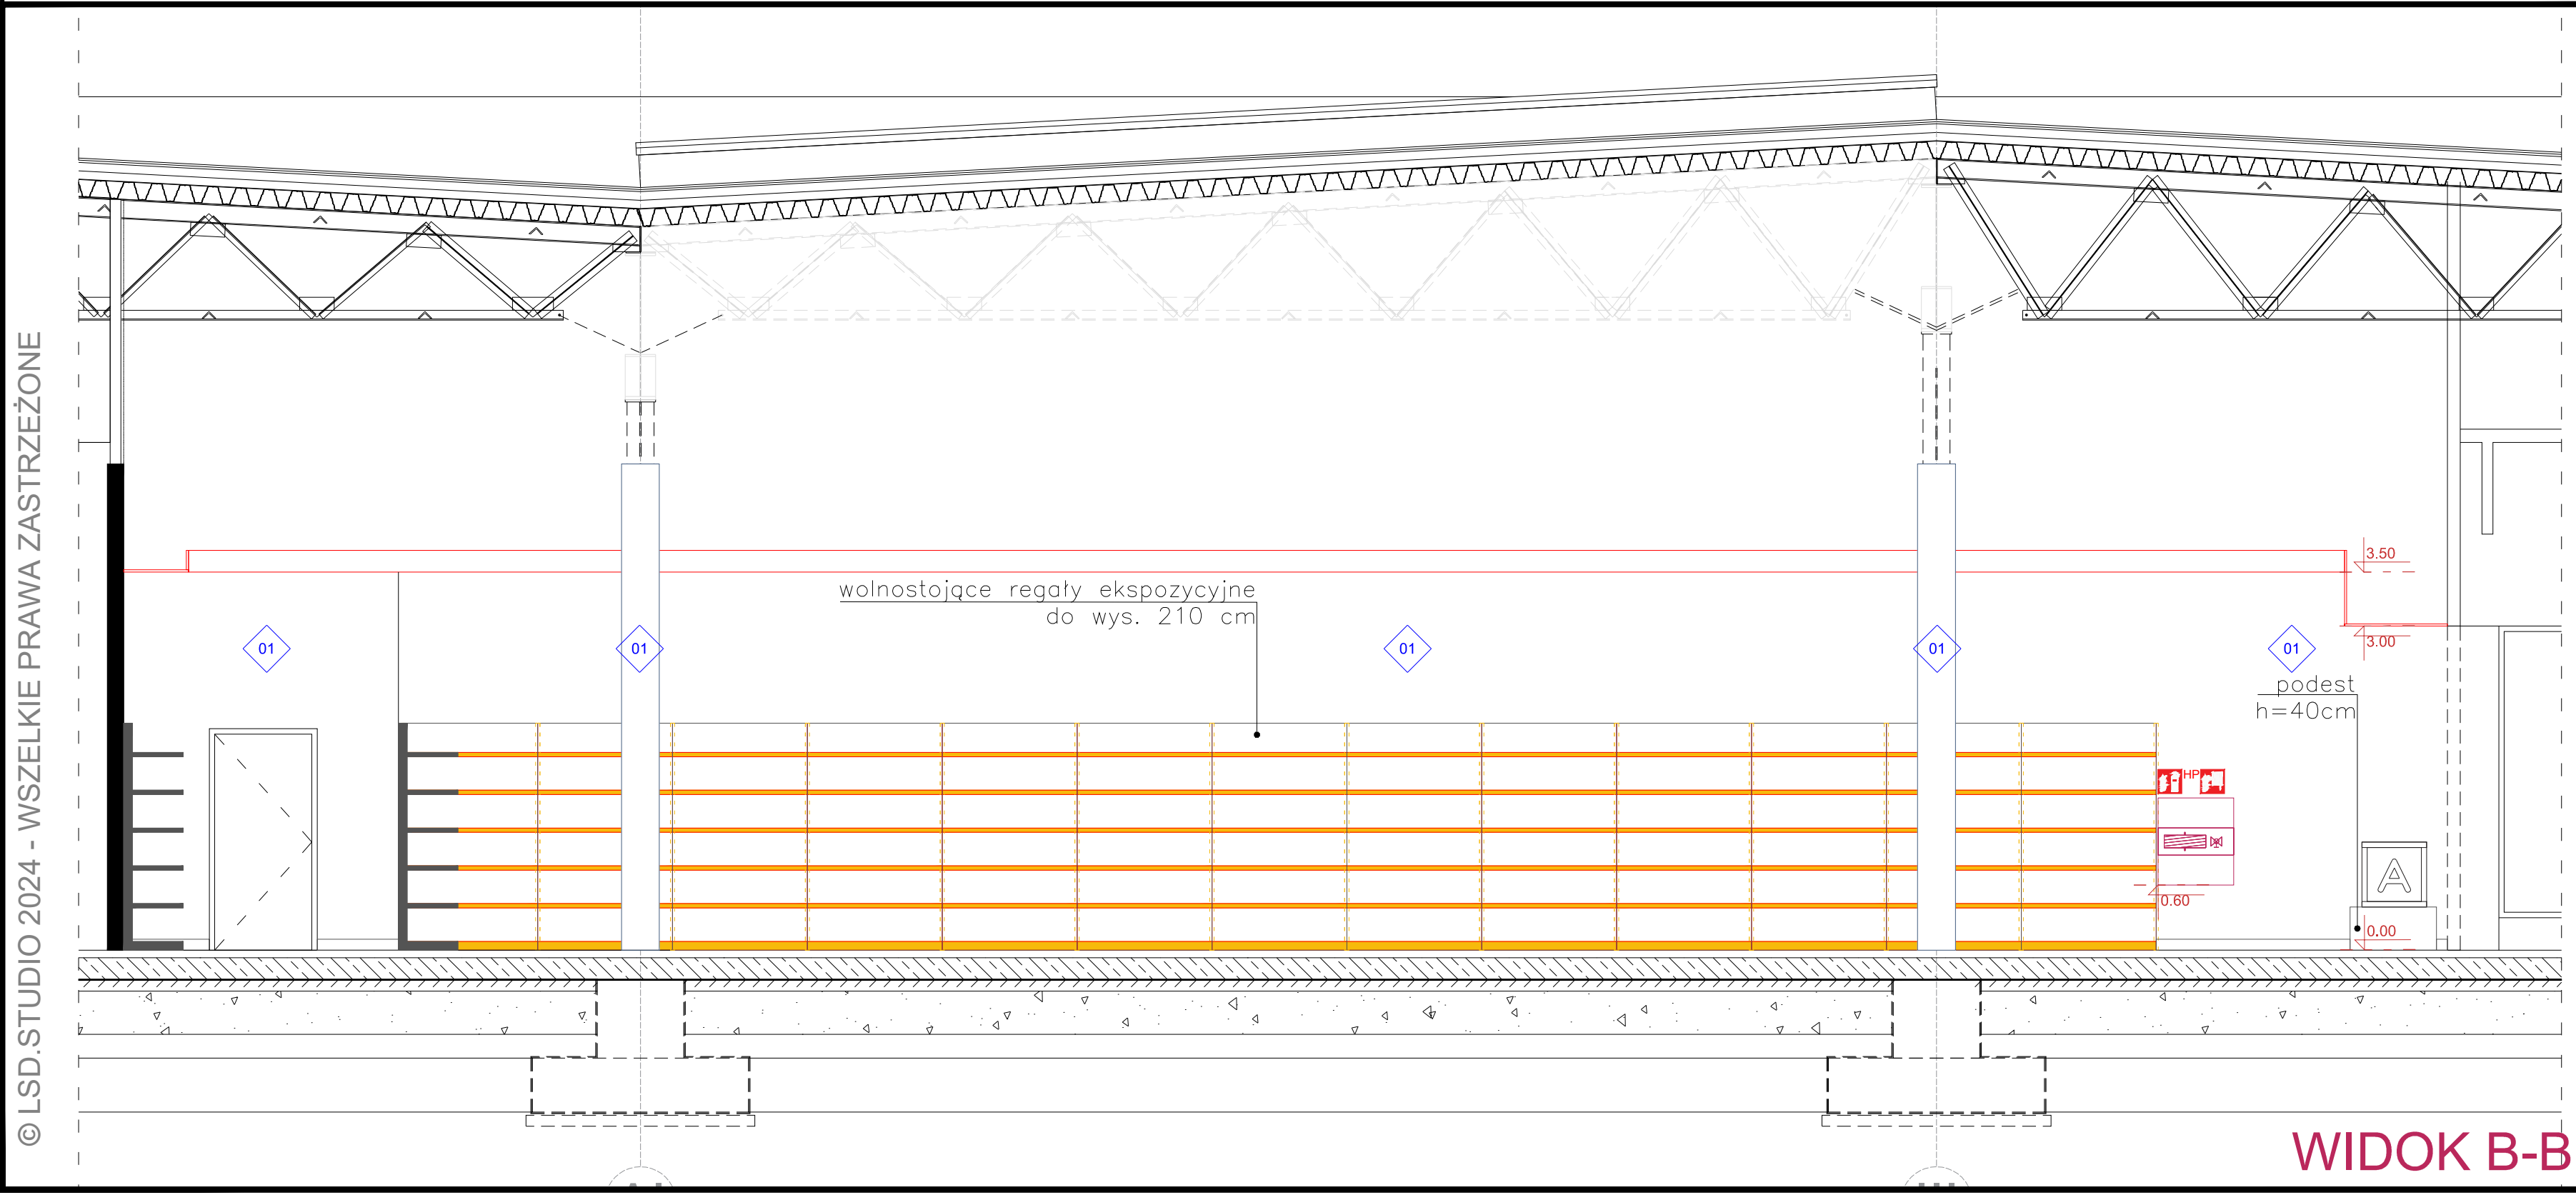 © LSD.STUDIO 2024 - WSZELKIE PRAWA ZASTRZEŻONE
3.50
wolnostojące regały ekspozycyjne
do wys. 210 cm
3.00
01
01
01
01
01
podest
h=40cm
HP
A
0.60
0.00
WIDOK B-B